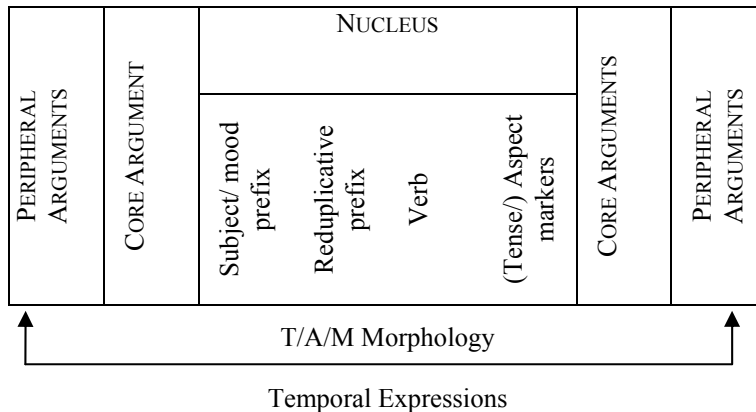 NUCLEUS
PERIPHERAL
ARGUMENTS
CORE ARGUMENT
Subject/ mood
prefix
Reduplicative
prefix
Verb
(Tense/) Aspect
markers
CORE ARGUMENTS
PERIPHERAL
ARGUMENTS
T/A/M Morphology
Temporal Expressions